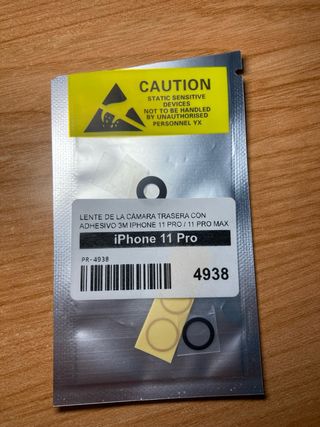 CAUTION
STATIC SENSITIVE
DEVICES
NOT TO BE HANDLED
BY UNAUTHORISED
PERSONNEL YX
LENTE DE LA CÁMARA TRASERA CON
ADHESIVO 3M IPHONE 11 PRO / 11 PRO MAX
iPhone 11 Pro
PR-4938
4938